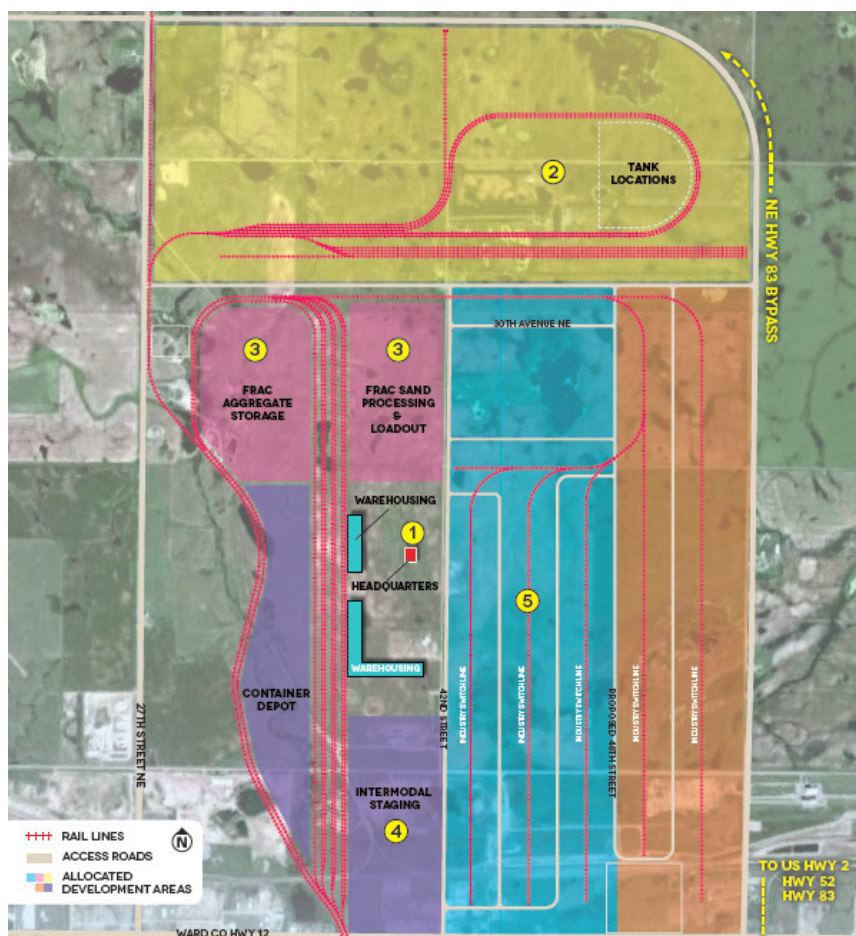 2
TANK
LOCATIONS
NE HWY 83 BYPASS
30TH AVENUE NE
3
FRAC
AGGREGATE
STORAGE
3
FRAC SAND
PROCESSING
&
LOADOUT
WAREHOUSING
1
HEADQUARTERS
5
WAREHOUSING
CONTAINER
DEPOT
27TH STREET NE
42ND STREET
INDUSTRY SWITCH LINE
INDUSTRY SWITCH LINE
INDUSTRY SWITCH LINE
PROPOSED 48TH STREET
INDUSTRY SWITCH LINE
INDUSTRY SWITCH LINE
INTERMODAL
STAGING
4
RAIL LINES
N
ACCESS ROADS
ALLOCATED
DEVELOPMENT AREAS
TO US HWY 2
HWY 52
HWY 83
WARD CO HWY 12